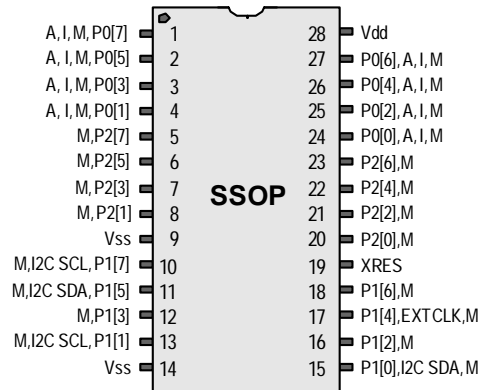 A, I, M, P0[7] 1 28 Vdd
A, I, M, P0[5] 2 27 P0[6], A, I, M
A, I, M, P0[3] 3 26 P0[4], A, I, M
A, I, M, P0[1] 4 25 P0[2], A, I, M
M,P2[7] 5 24 P0[0], A, I, M
M,P2[5] 6 23 P2[6],M
M,P2[3] 7 22 P2[4],M
SSOP
M, P2[1] 8 21 P2[2],M
Vss 9 20 P2[0],M
M,I2C SCL, P1[7] 10 19 XRES
M,I2C SDA, P1[5] 11 18 P1[6],M
M,P1[3] 12 17 P1[4],EXTCLK,M
M,I2C SCL, P1[1] 13 16 P1[2],M
Vss 14 15 P1[0],I2C SDA, M